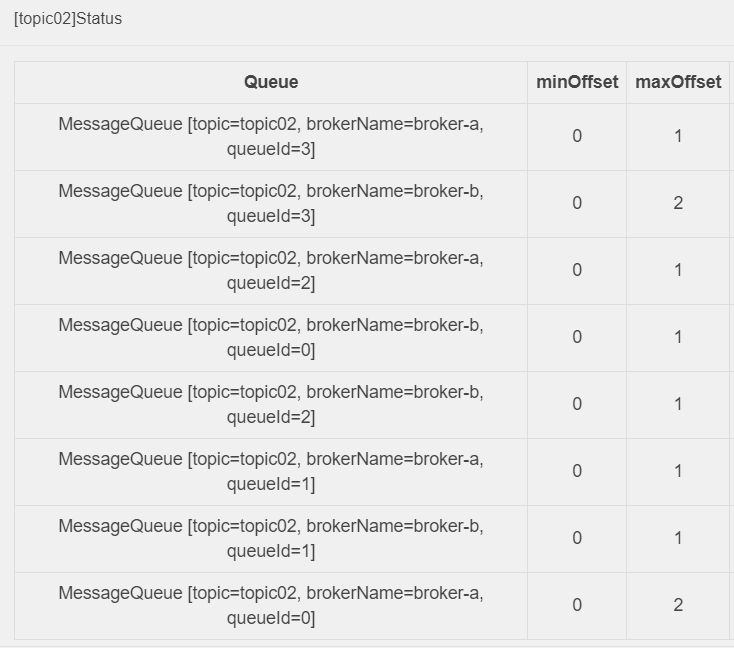 [topic02]Status
Queue minOffset maxOffset
MessageQueue [topic=topic02, brokerName=broker-a,
queueId=3] 0 1
MessageQueue [topic=topic02, brokerName=broker-b,
queueId=3] 0 2
MessageQueue [topic=topic02, brokerName=broker-a,
queueId=2] 0 1
MessageQueue [topic=topic02, brokerName=broker-b,
queueId=0] 0 1
MessageQueue [topic=topic02, brokerName=broker-b,
queueId=2] 0 1
MessageQueue [topic=topic02, brokerName=broker-a,
queueId=1] 0 1
MessageQueue [topic=topic02, brokerName=broker-b,
queueId=1] 0 1
MessageQueue [topic=topic02, brokerName=broker-a,
queueId=0] 0 2